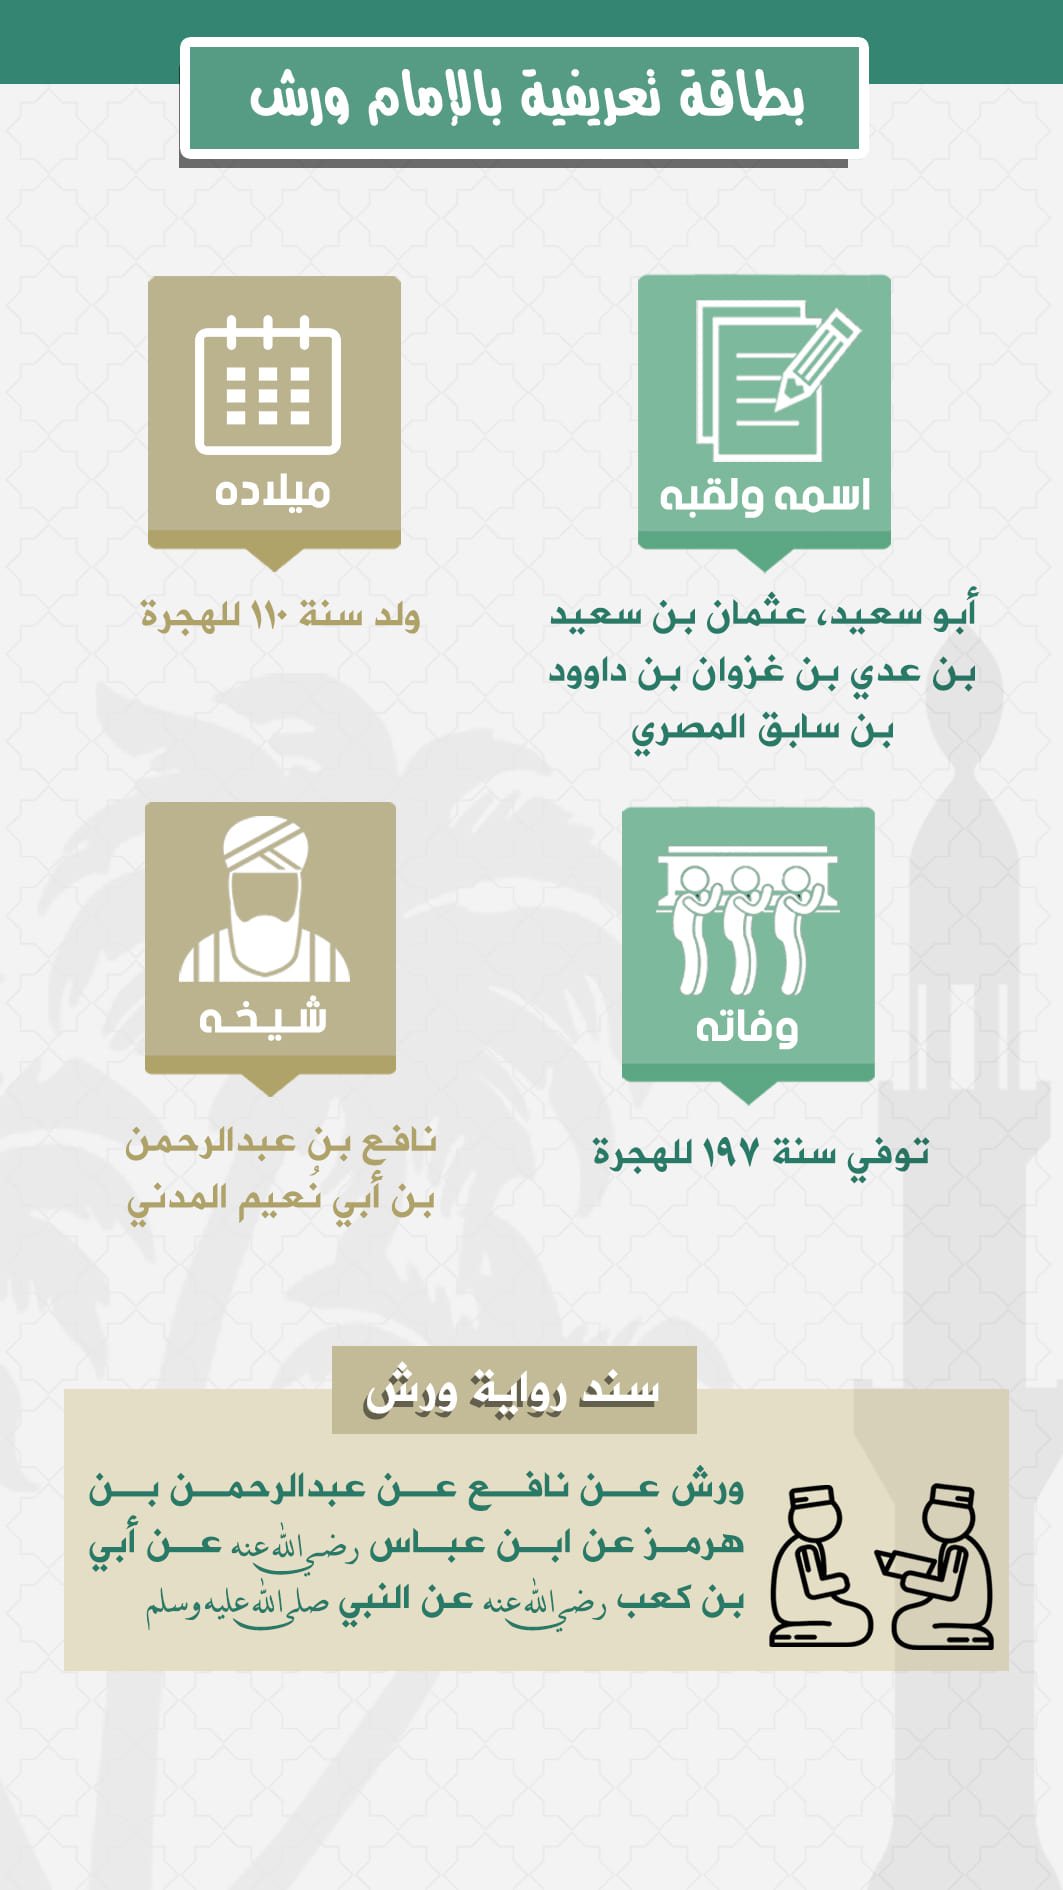 بطاقة تعريفية بالإمام ورش
اسمه ولقبه
أبو سعيد، عثمان بن سعيد
بن عدي بن غزوان بن داوود
بن سابق المصري
ميلاده
ولد سنة ١١٠ للهجرة
وفاته
توفي سنة ١٩٧ للهجرة
شيخه
نافع بن عبدالرحمن
بن أبي نُعيم المدني
سند رواية ورش
ورش عن نافع عن عبدالرحمن بن
هرمز عن ابن عباس رضي الله عنه عن أبي
بن كعب رضي الله عنه عن النبي صلى الله عليه وسلم